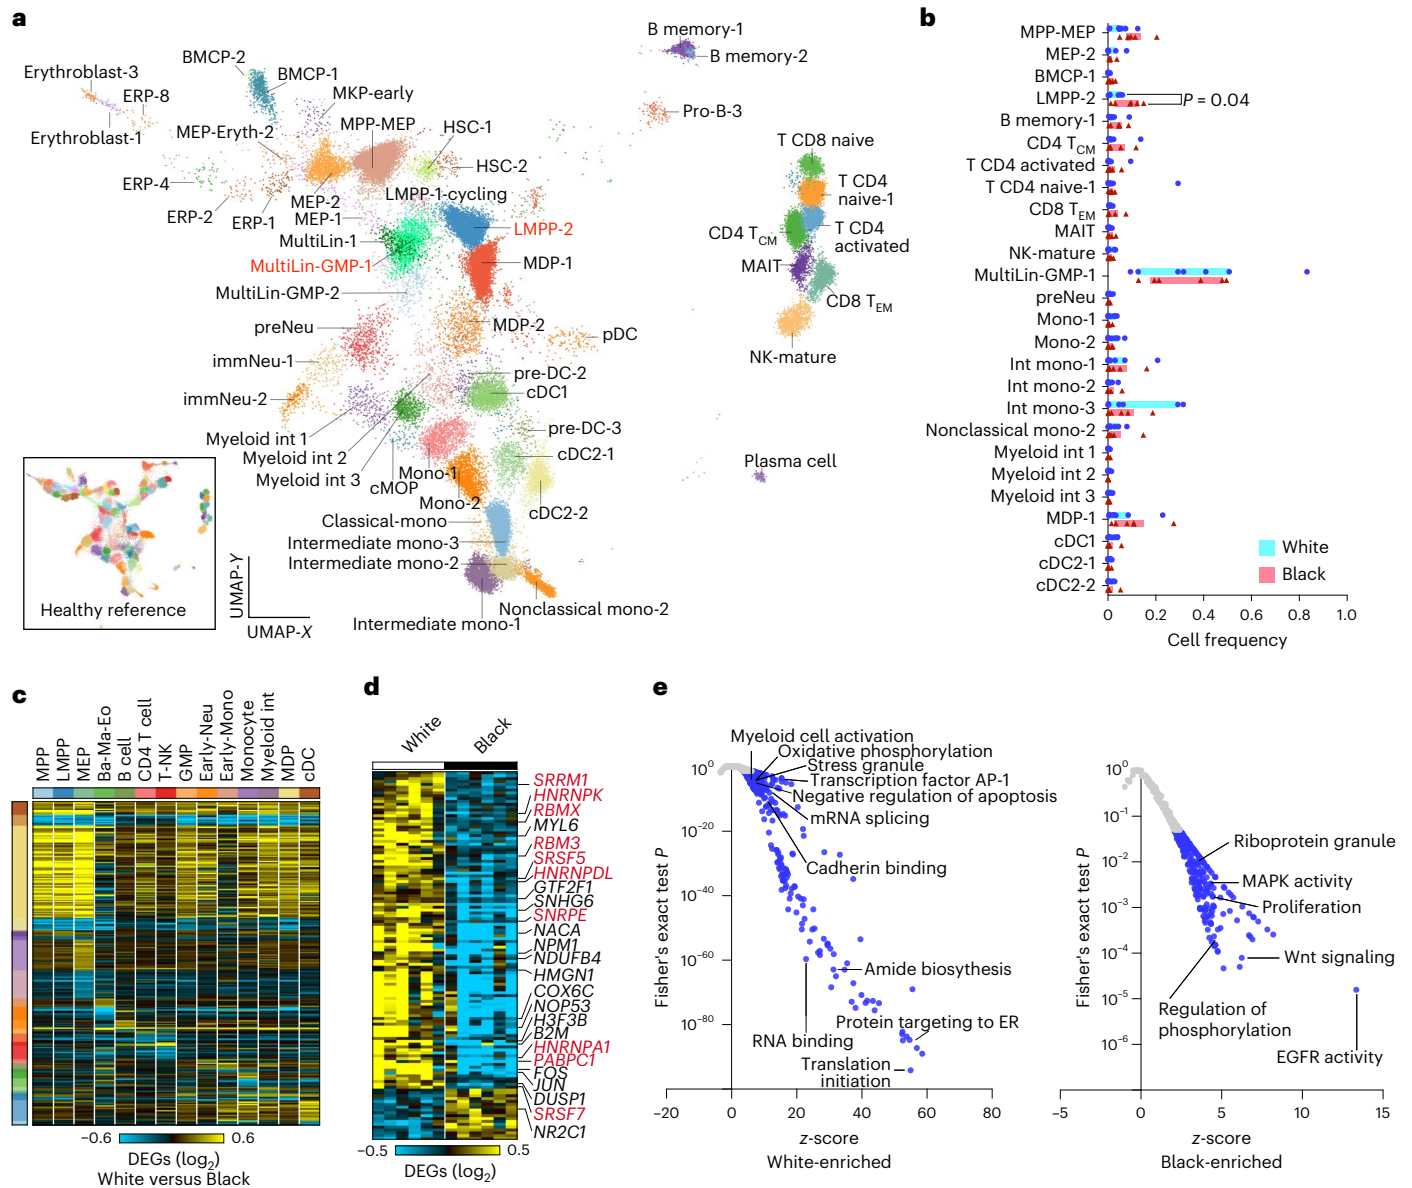 a
B memory-1
B memory-2
BMCP-2
BMCP-1
Erythroblast-3
ERP-8
MKP-early
Erythroblast-1
MEP-Eryth-2
MPP-MEP
HSC-1
Pro-B-3
T CD8 naive
HSC-2
ERP-4
LMPP-1-cycling
T CD4
naive-1
ERP-2
ERP-1
MEP-2
MEP-1
LMPP-2
CD4 TCM
T CD4
activated
MultiLin-1
MultiLin-GMP-1
MDP-1
MAIT
MultiLin-GMP-2
CD8 TEM
preNeu
MDP-2
pDC
NK-mature
immNeu-1
pre-DC-2
cDC1
immNeu-2
pre-DC-3
Myeloid int 1
Myeloid int 2
Myeloid int 3
cMOP
Mono-1
cDC2-1
Plasma cell
Mono-2
cDC2-2
Classical-mono
Intermediate mono-3
Intermediate mono-2
Nonclassical mono-2
Intermediate mono-1
Healthy reference
UMAP-Y
UMAP-X
b
MPP-MEP
MEP-2
BMCP-1
LMPP-2
P = 0.04
B memory-1
CD4 TCM
T CD4 activated
T CD4 naive-1
CD8 TEM
MAIT
NK-mature
MultiLin-GMP-1
preNeu
Mono-1
Mono-2
Int mono-1
Int mono-2
Int mono-3
Nonclassical mono-2
Myeloid int 1
Myeloid int 2
Myeloid int 3
MDP-1
cDC1
cDC2-1
cDC2-2
White
Black
0 0.2 0.4 0.6 0.8 1.0
Cell frequency
c
MPP
LMPP
MEP
Ba-Ma-Eo
B cell
CD4 T cell
T-NK
GMP
Early-Neu
Early-Mono
Monocyte
Myeloid int
MDP
cDC
−0.6 0.6
DEGs (log2)
White versus Black
d
White
Black
SRRM1
HNRNPK
RBMX
MYL6
RBM3
SRSF5
HNRNPDL
GTF2F1
SNHG6
SNRPE
NACA
NPM1
NDUFB4
HMGN1
COX6C
NOP53
H3F3B
B2M
HNRNPA1
PABPC1
FOS
JUN
DUSP1
SRSF7
NR2C1
−0.5 0.5
DEGs (log2)
e
Myeloid cell activation
Oxidative phosphorylation
Stress granule
Transcription factor AP-1
Negative regulation of apoptosis
mRNA splicing
Cadherin binding
Amide biosythesis
RNA binding
Protein targeting to ER
Translation
initiation
Fisher's exact test P
10^0
10^−20
10^−40
10^−60
10^−80
−20 0 20 40 60 80
z-score
White-enriched
Fisher's exact test P
10^0
10^−1
10^−2
10^−3
10^−4
10^−5
10^−6
Riboprotein granule
MAPK activity
Proliferation
Wnt signaling
Regulation of
phosphorylation
EGFR activity
−5 0 5 10 15
z-score
Black-enriched